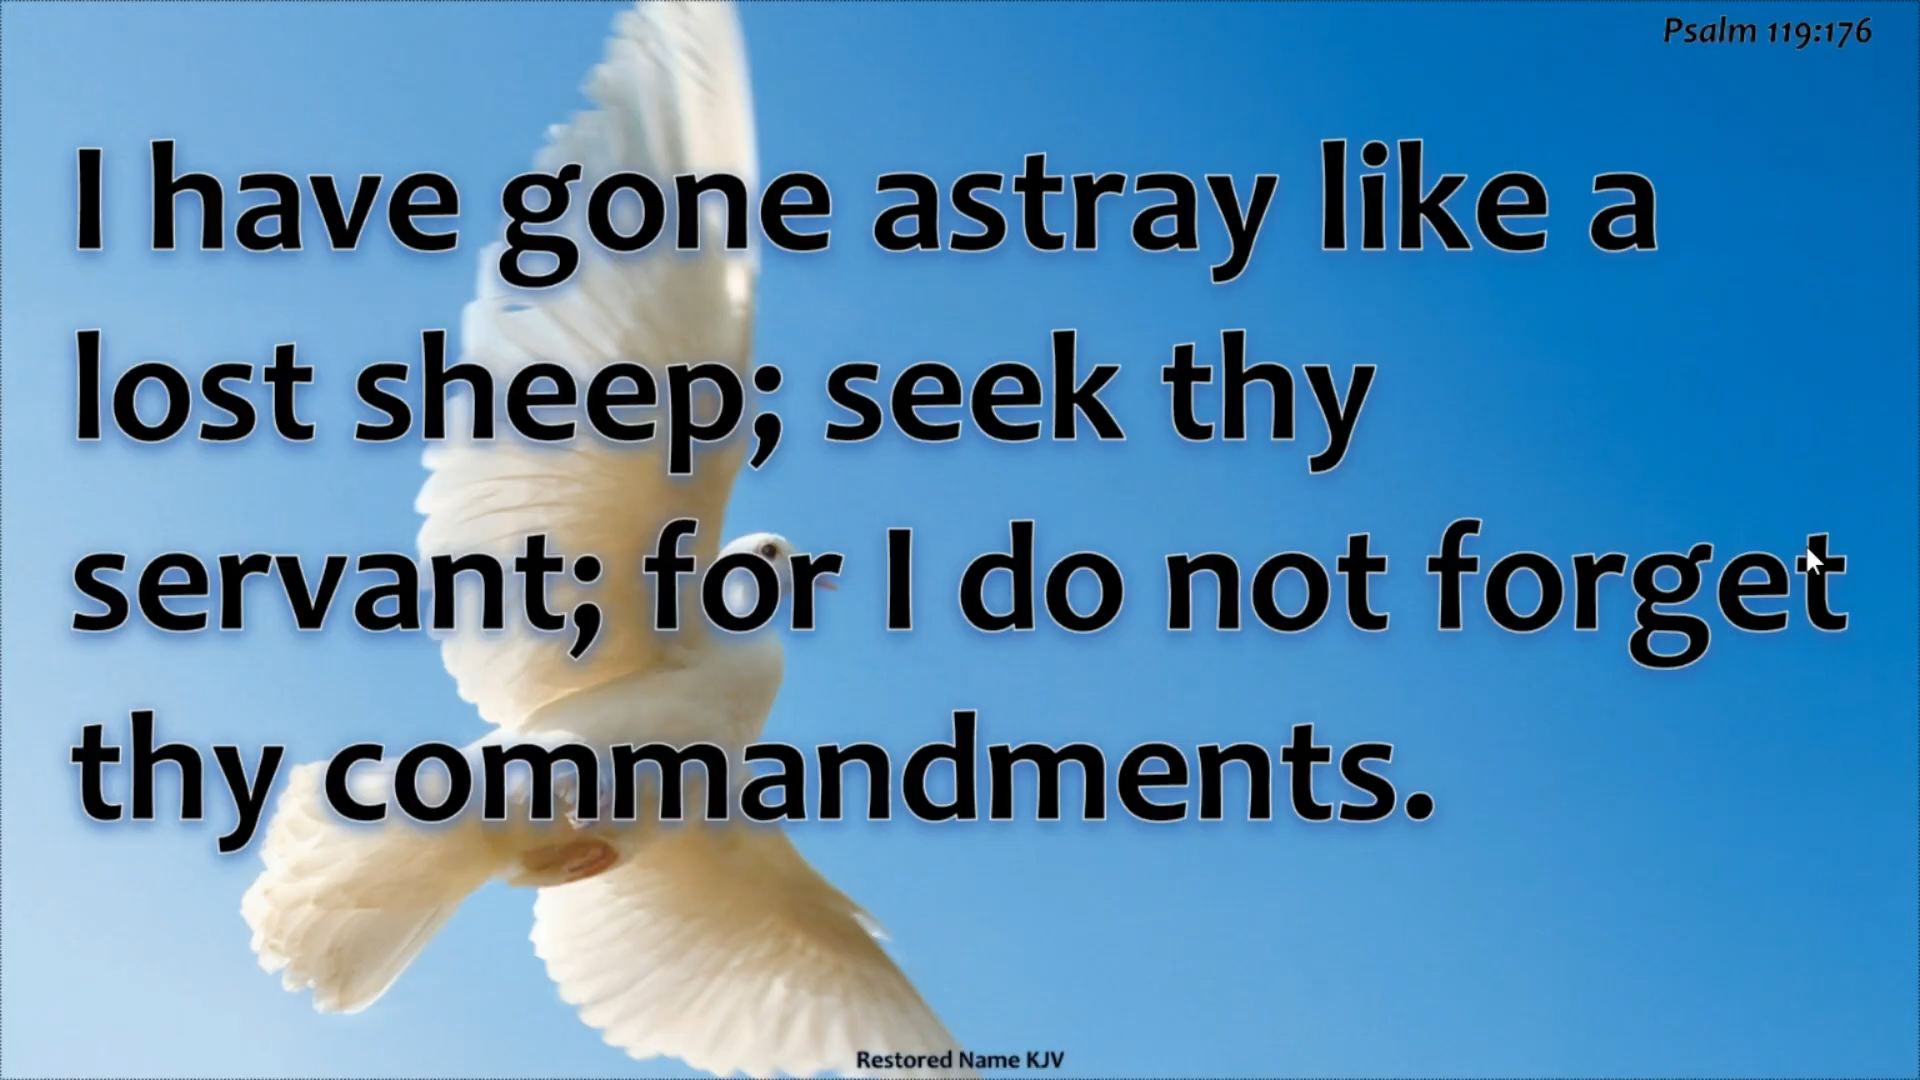 Psalm 119:176
I have gone astray like a
lost sheep; seek thy
servant; for I do not forget
thy commandments.
Restored Name KJV